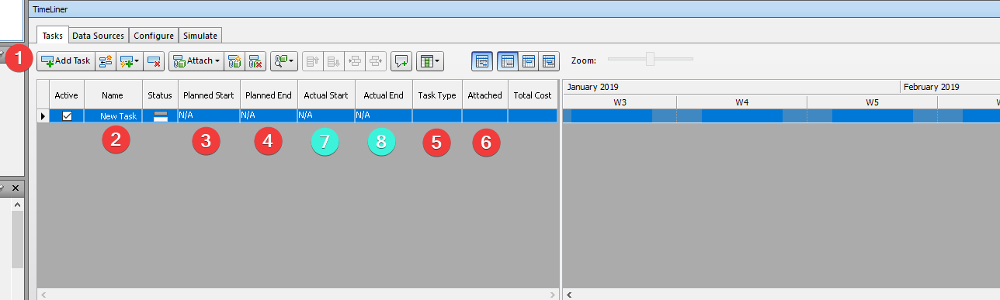 TimeLiner
Tasks Data Sources Configure Simulate
1 Add Task Attach Zoom:
Active Name Status Planned Start Planned End Actual Start Actual End Task Type Attached Total Cost
January 2019 February 2019
W3 W4 W5
New Task N/A N/A N/A N/A
2 3 4 7 8 5 6